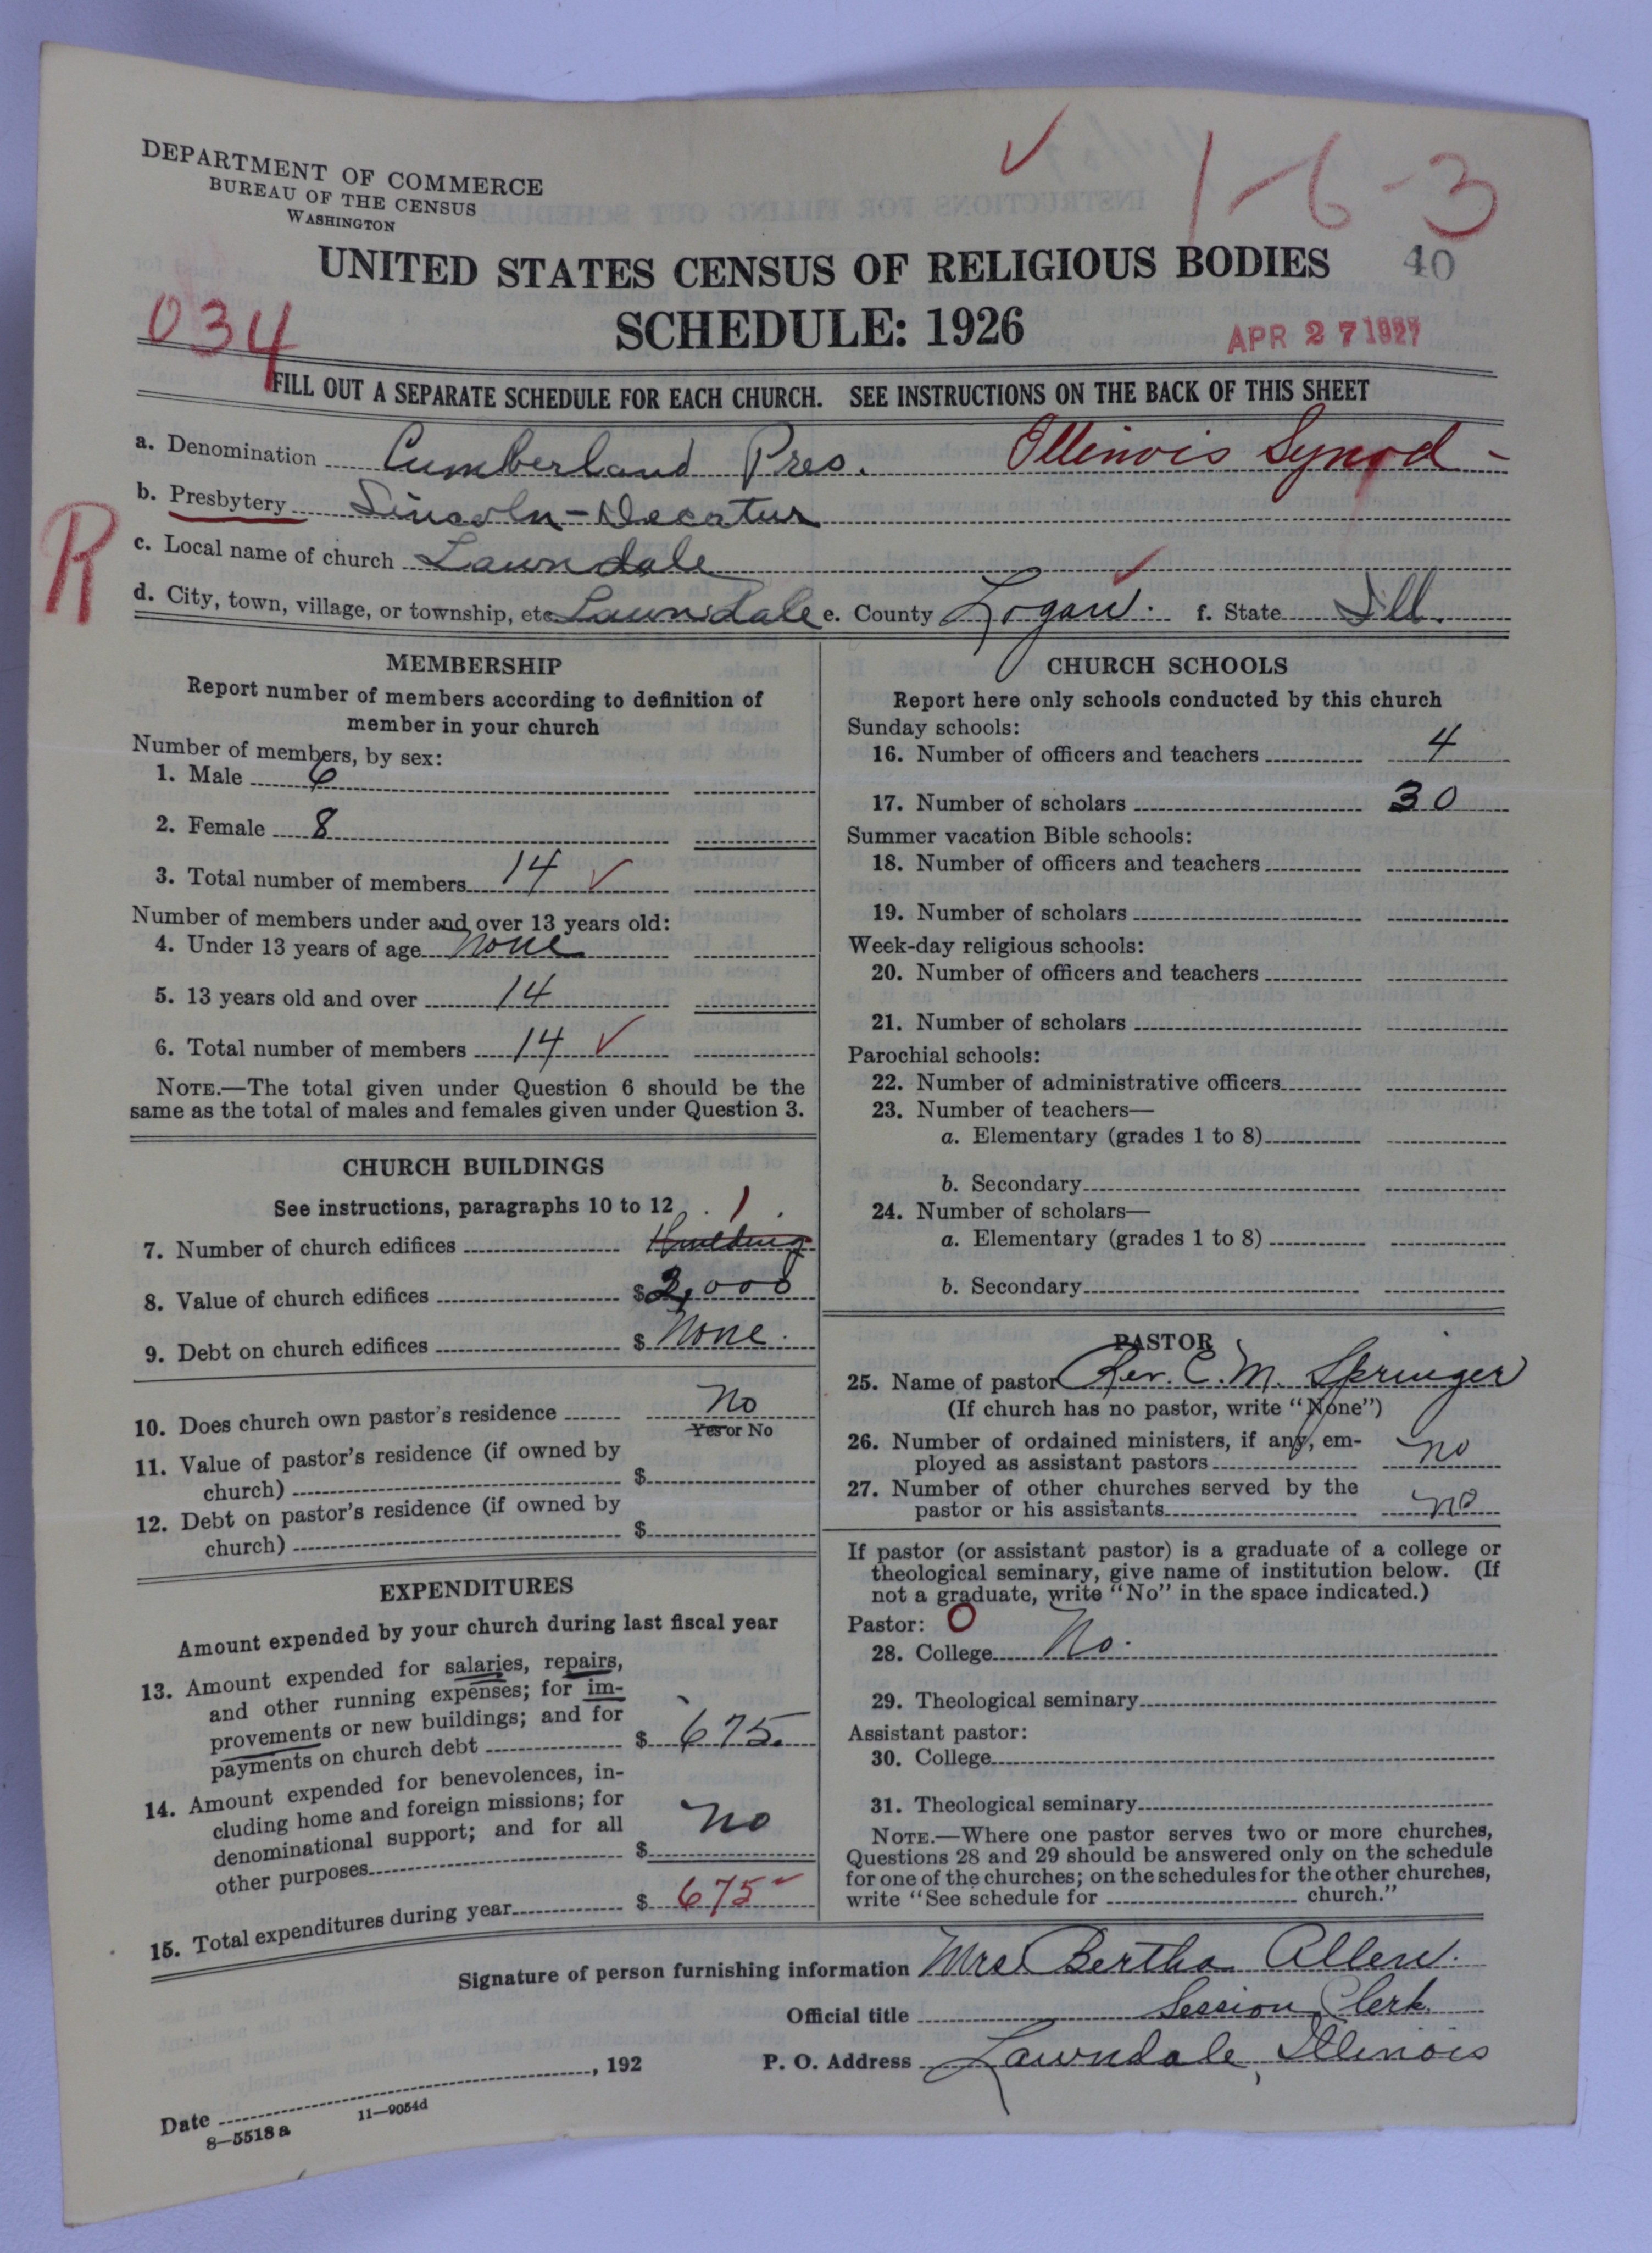 DEPARTMENT OF COMMERCE
BUREAU OF THE CENSUS
WASHINGTON
1-6-3
UNITED STATES CENSUS OF RELIGIOUS BODIES
40
034
SCHEDULE: 1926
APR 27 1927
FILL OUT A SEPARATE SCHEDULE FOR EACH CHURCH. SEE INSTRUCTIONS ON THE BACK OF THIS SHEET
a. Denomination Cumberland Pres. Illinois Synod -
b. Presbytery Lincoln-Decatur
R
c. Local name of church Lawndale
d. City, town, village, or township, etc. Lawndale e. County Logan. f. State Ill.
MEMBERSHIP
Report number of members according to definition of
member in your church
Number of members, by sex:
1. Male 6
2. Female 8
3. Total number of members 14
Number of members under and over 13 years old:
4. Under 13 years of age none
5. 13 years old and over 14
6. Total number of members 14
NOTE.—The total given under Question 6 should be the
same as the total of males and females given under Question 3.
CHURCH BUILDINGS
See instructions, paragraphs 10 to 12
1
7. Number of church edifices Building
8. Value of church edifices $ 2,000
9. Debt on church edifices $ None.
10. Does church own pastor's residence No
Yes or No
11. Value of pastor's residence (if owned by
church) $
12. Debt on pastor's residence (if owned by
church) $
EXPENDITURES
Amount expended by your church during last fiscal year
13. Amount expended for salaries, repairs,
and other running expenses; for im-
provements or new buildings; and for
payments on church debt $ 675.
14. Amount expended for benevolences, in-
cluding home and foreign missions; for
denominational support; and for all
other purposes $ no
15. Total expenditures during year $ 675
CHURCH SCHOOLS
Report here only schools conducted by this church
Sunday schools:
16. Number of officers and teachers 4
17. Number of scholars 30
Summer vacation Bible schools:
18. Number of officers and teachers
19. Number of scholars
Week-day religious schools:
20. Number of officers and teachers
21. Number of scholars
Parochial schools:
22. Number of administrative officers
23. Number of teachers—
a. Elementary (grades 1 to 8)
b. Secondary
24. Number of scholars—
a. Elementary (grades 1 to 8)
b. Secondary
PASTOR
25. Name of pastor Rev. C. M. Springer
(If church has no pastor, write "None")
26. Number of ordained ministers, if any, em-
ployed as assistant pastors no
27. Number of other churches served by the
pastor or his assistants no
If pastor (or assistant pastor) is a graduate of a college or
theological seminary, give name of institution below. (If
not a graduate, write "No" in the space indicated.)
Pastor: O
28. College No.
29. Theological seminary
Assistant pastor:
30. College
31. Theological seminary
NOTE.—Where one pastor serves two or more churches,
Questions 28 and 29 should be answered only on the schedule
for one of the churches; on the schedules for the other churches,
write "See schedule for church."
Signature of person furnishing information Mrs Bertha Allen.
Official title Session Clerk.
Date , 192 P. O. Address Lawndale, Illinois
8—5518 a 11—9054d